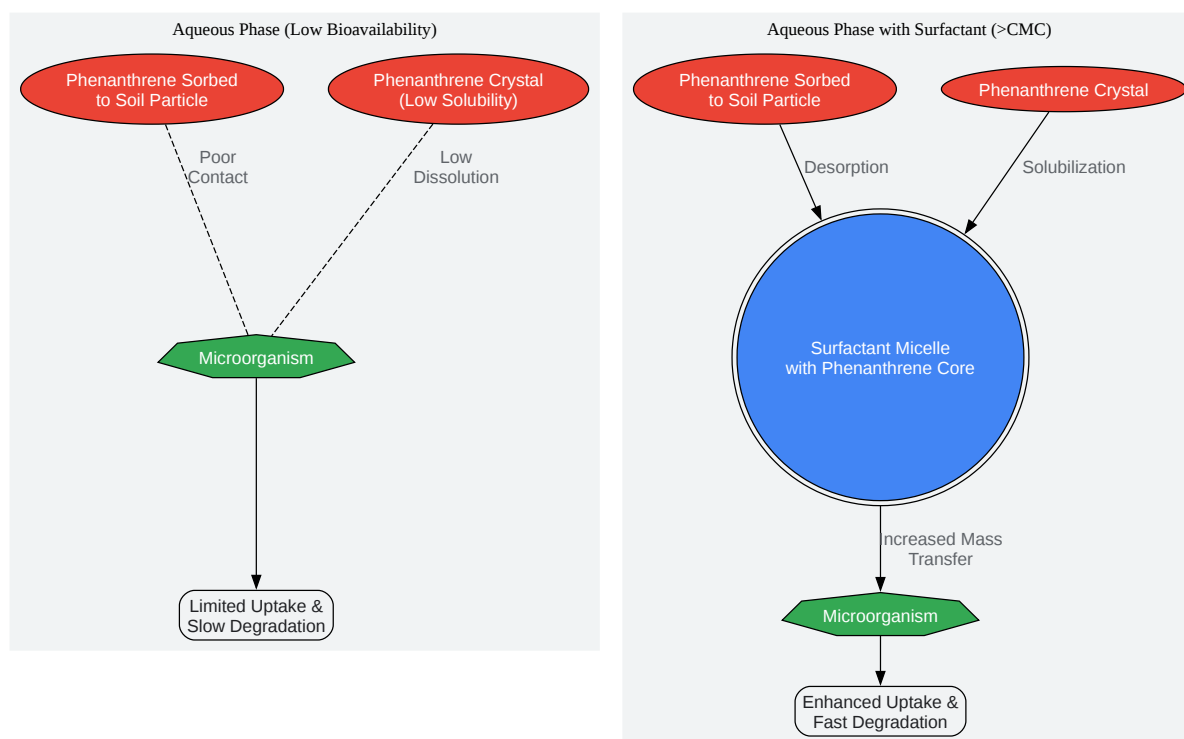 Aqueous Phase (Low Bioavailability)
Phenanthrene Sorbed
to Soil Particle
Phenanthrene Crystal
(Low Solubility)
Poor
Contact
Low
Dissolution
Microorganism
Limited Uptake &
Slow Degradation
Aqueous Phase with Surfactant (>CMC)
Phenanthrene Sorbed
to Soil Particle
Phenanthrene Crystal
Desorption
Solubilization
Surfactant Micelle
with Phenanthrene Core
Increased Mass
Transfer
Microorganism
Enhanced Uptake &
Fast Degradation